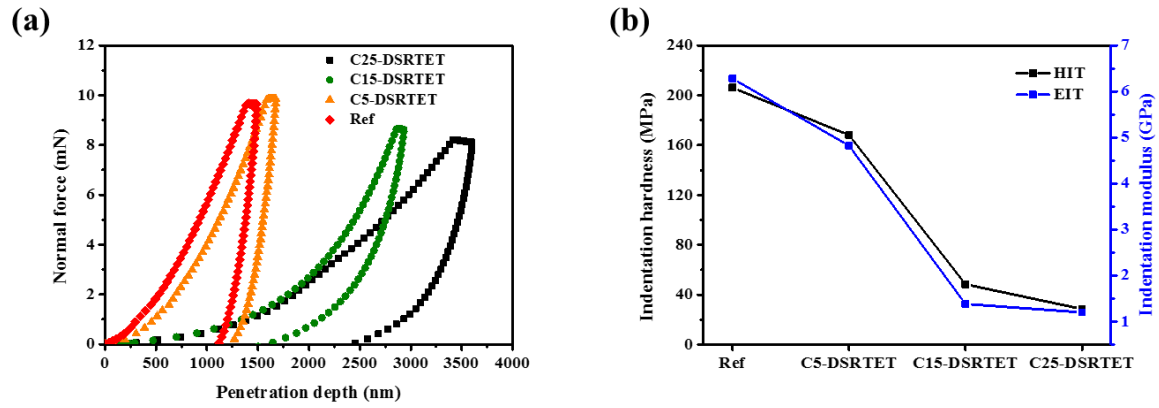 (a)
12
10
8
6
4
2
0
Normal force (mN)
C25-DSRTET
C15-DSRTET
C5-DSRTET
Ref
0 500 1000 1500 2000 2500 3000 3500 4000
Penetration depth (nm)
(b)
240
200
160
120
80
40
0
Indentation hardness (MPa)
HIT
EIT
7
6
5
4
3
2
1
Indentation modulus (GPa)
Ref C5-DSRTET C15-DSRTET C25-DSRTET